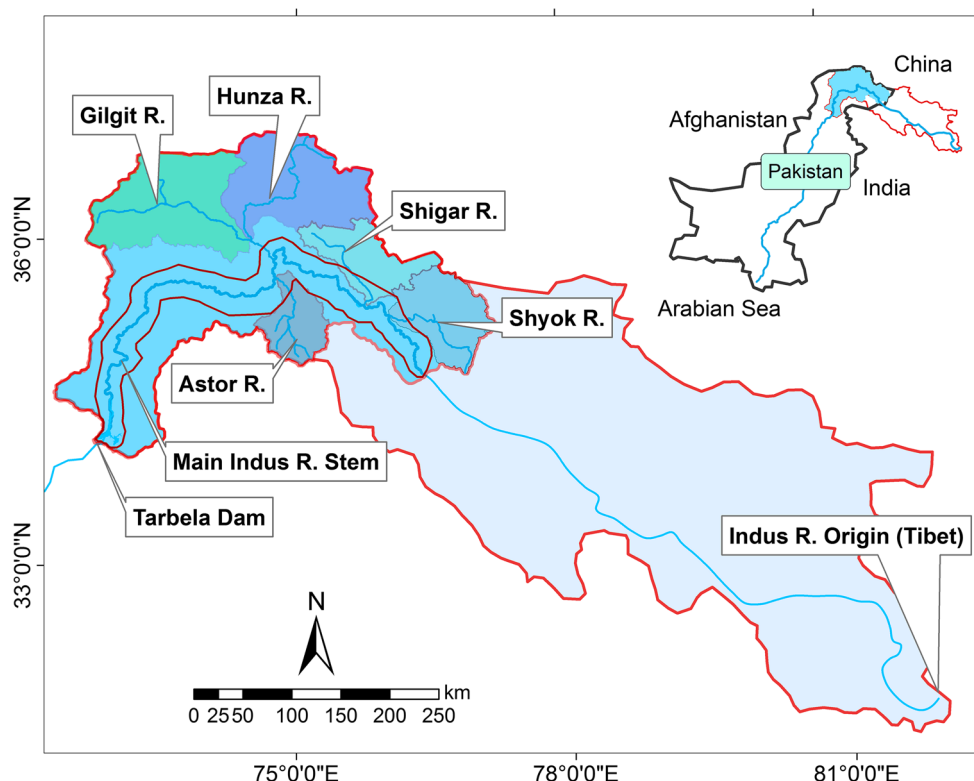 Hunza R.
Gilgit R.
China
Afghanistan
Pakistan
India
Shigar R.
Arabian Sea
Shyok R.
Astor R.
Main Indus R. Stem
Tarbela Dam
Indus R. Origin (Tibet)
36°0'0"N
33°0'0"N
N
km
0 25 50 100 150 200 250
75°0'0"E
78°0'0"E
81°0'0"E